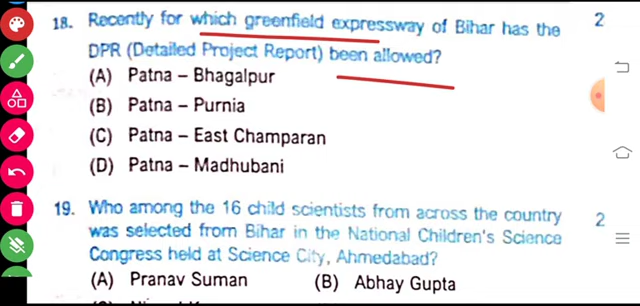 18. Recently for which greenfield expressway of Bihar has the
DPR (Detailed Project Report) been allowed?
(A) Patna – Bhagalpur
(B) Patna – Purnia
(C) Patna – East Champaran
(D) Patna – Madhubani
19. Who among the 16 child scientists from across the country
was selected from Bihar in the National Children's Science
Congress held at Science City, Ahmedabad?
(A) Pranav Suman (B) Abhay Gupta
2
2